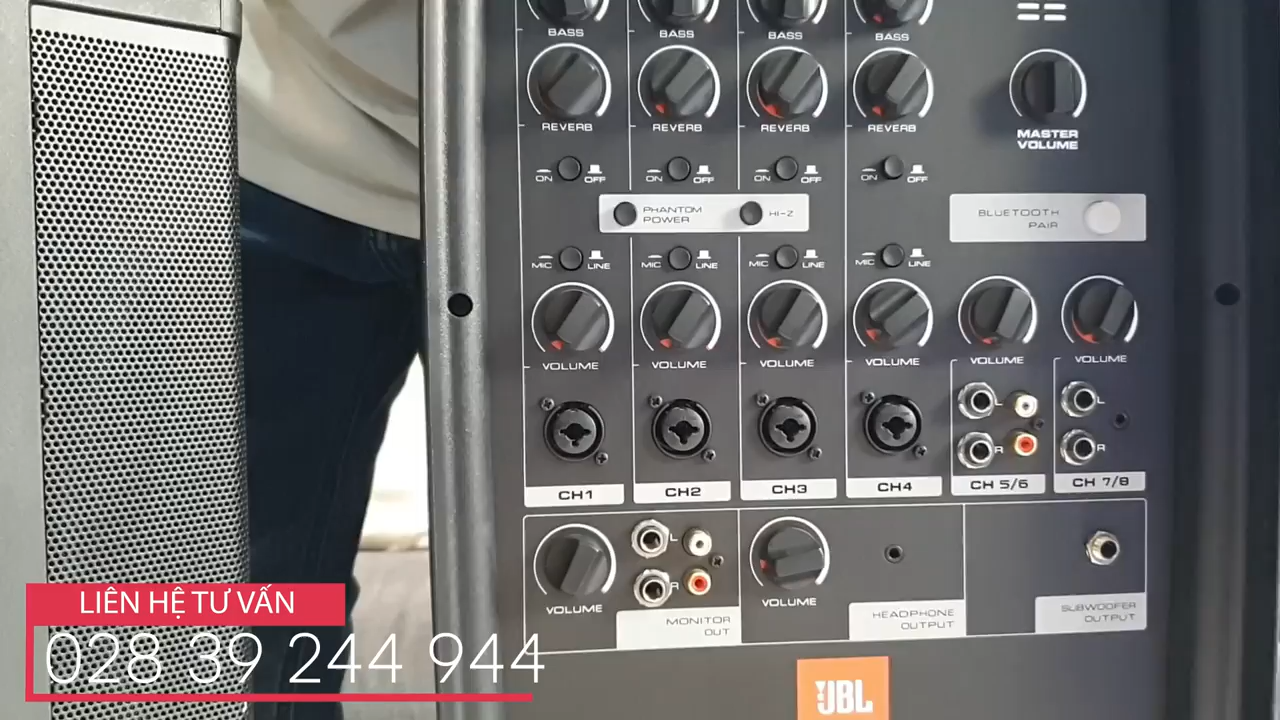 BASS BASS BASS BASS
REVERB REVERB REVERB REVERB
MASTER
VOLUME
ON OFF ON OFF ON OFF ON OFF
PHANTOM
POWER
HI-Z
BLUETOOTH
PAIR
MIC LINE MIC LINE MIC LINE MIC LINE
VOLUME VOLUME VOLUME VOLUME VOLUME VOLUME
L L
R R
CH1 CH2 CH3 CH4 CH 5/6 CH 7/8
L
R
VOLUME VOLUME
MONITOR
OUT
HEADPHONE
OUTPUT
SUBWOOFER
OUTPUT
JBL
LIÊN HỆ TƯ VẤN
028 39 244 944